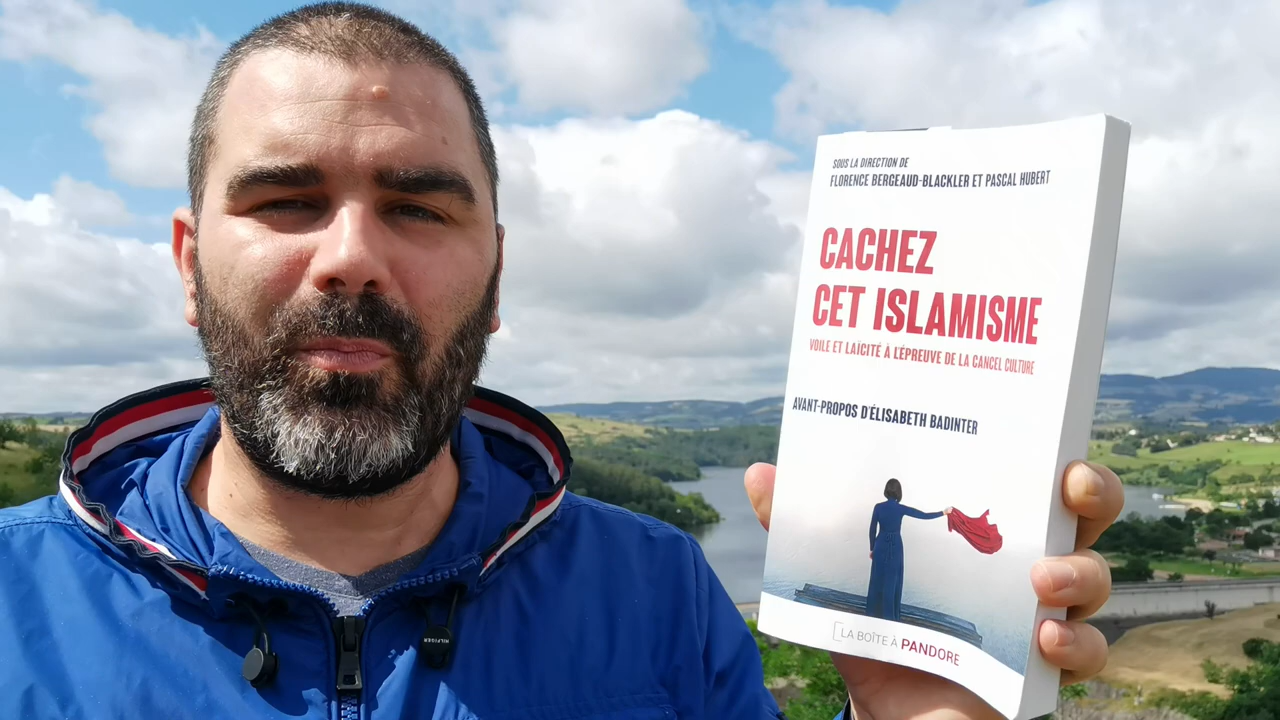 SOUS LA DIRECTION DE
FLORENCE BERGEAUD-BLACKLER ET PASCAL HUBERT
CACHEZ
CET ISLAMISME
VOILE ET LAÏCITÉ À L'ÉPREUVE DE LA CANCEL CULTURE
AVANT-PROPOS D'ÉLISABETH BADINTER
[LA BOÎTE À PANDORE
HILFIGER